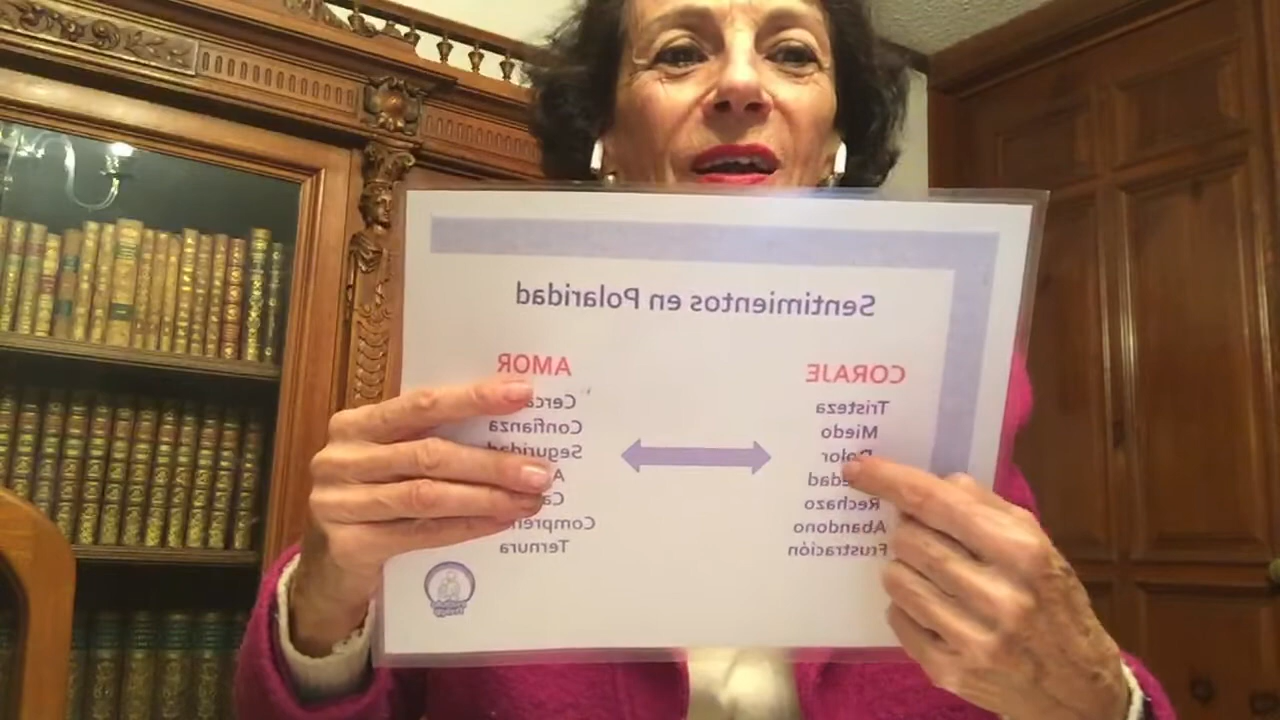 Sentimientos en Polaridad
CORAJE
Tristeza
Miedo
Rechazo
Abandono
Frustración
AMOR
Confianza
Seguridad
Ternura